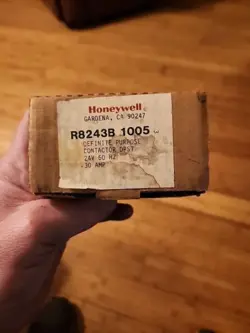 Honeywell
GARDENA, CA 90247
R8243B 1005
DEFINITE PURPOSE
CONTACTOR DPST
24V 60 HZ
30 AMP